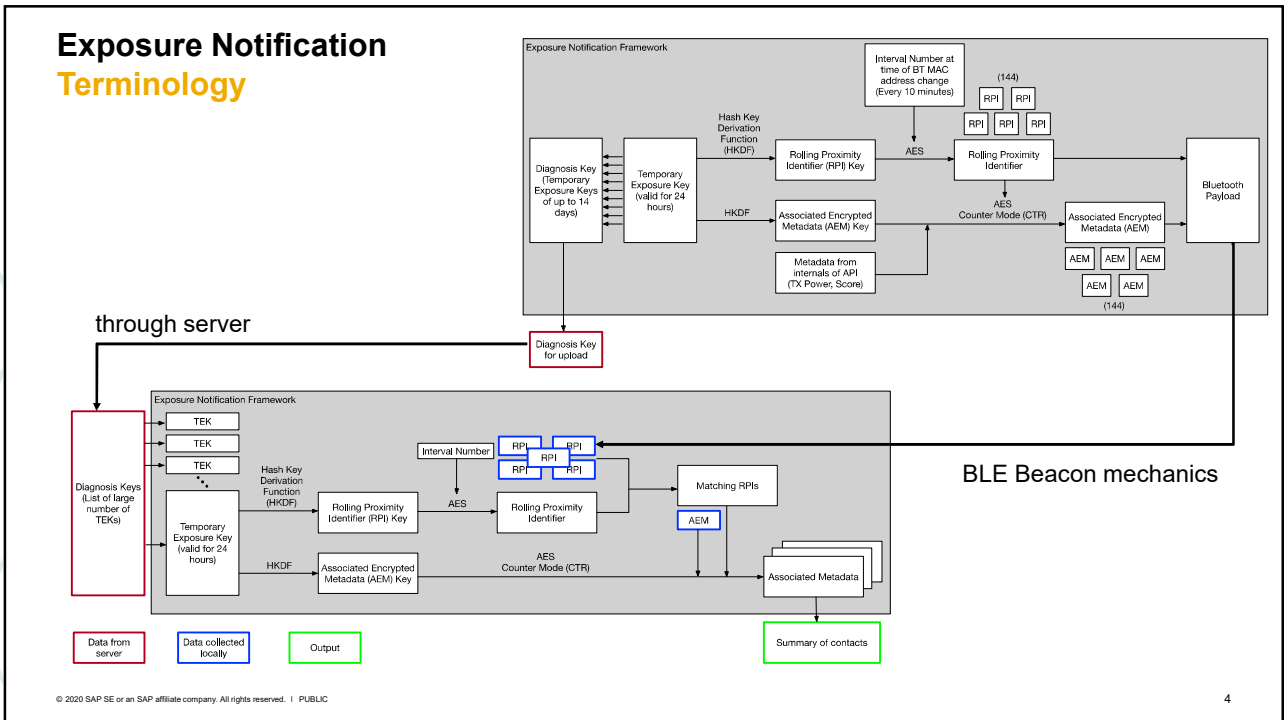 Exposure Notification
Terminology
Exposure Notification Framework
Interval Number at
time of BT MAC
address change
(Every 10 minutes)
(144)
RPI
RPI
RPI
RPI
RPI
Hash Key
Derivation
Function
(HKDF)
Diagnosis Key
(Temporary
Exposure Keys
of up to 14
days)
Temporary
Exposure Key
(valid for 24
hours)
Rolling Proximity
Identifier (RPI) Key
AES
Rolling Proximity
Identifier
Bluetooth
Payload
HKDF
Associated Encrypted
Metadata (AEM) Key
AES
Counter Mode (CTR)
Associated Encrypted
Metadata (AEM)
Metadata from
internals of API
(TX Power, Score)
AEM
AEM
AEM
AEM
AEM
(144)
through server
Diagnosis Key
for upload
Exposure Notification Framework
TEK
TEK
TEK
Diagnosis Keys
(List of large
number of
TEKs)
Hash Key
Derivation
Function
(HKDF)
Interval Number
RPI
RPI
RPI
RPI
RPI
BLE Beacon mechanics
Temporary
Exposure Key
(valid for 24
hours)
Rolling Proximity
Identifier (RPI) Key
AES
Rolling Proximity
Identifier
Matching RPIs
AEM
HKDF
Associated Encrypted
Metadata (AEM) Key
AES
Counter Mode (CTR)
Associated Metadata
Data from
server
Data collected
locally
Output
Summary of contacts
© 2020 SAP SE or an SAP affiliate company. All rights reserved. I PUBLIC
4